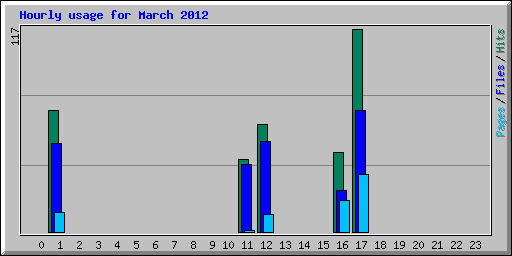 Hourly usage for March 2012
117
Pages/Files/Hits
0 1 2 3 4 5 6 7 8 9 10 11 12 13 14 15 16 17 18 19 20 21 22 23